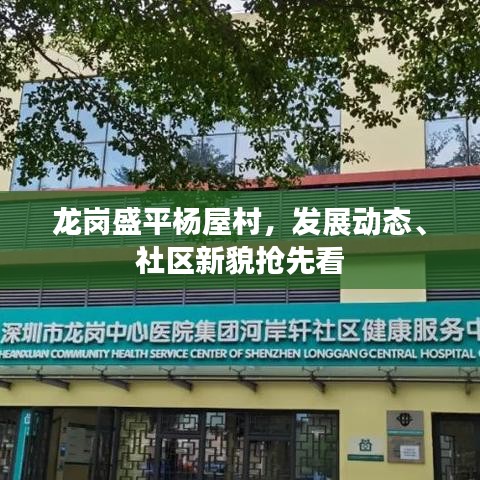 龙岗盛平杨屋村，发展动态、
社区新貌抢先看
深圳市龙岗中心医院集团河岸轩社区健康服务中
HEANXUAN COMMUNITY HEALTH SERVICE CENTER OF SHENZHEN LONGGANG CENTRAL HOSPITAL